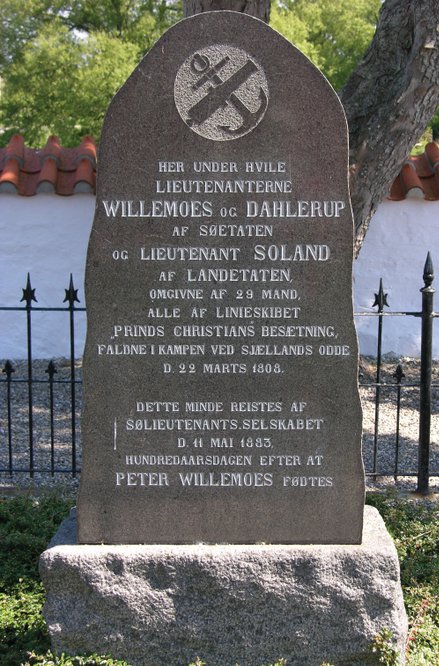 HER UNDER HVILE
LIEUTENANTERNE
WILLEMOES OG DAHLERUP
AF SØETATEN
OG LIEUTENANT SOLAND
AF LANDETATEN,
OMGIVNE AF 29 MAND,
ALLE AF LINIESKIBET
PRINDS CHRISTIANS BESÆTNING,
FALDNE I KAMPEN VED SJÆLLANDS ODDE
D. 22 MARTS 1808.
DETTE MINDE REISTES AF
SØLIEUTENANTS.SELSKABET
D. 11 MAI 1883,
HUNDREDAARSDAGEN EFTER AT
PETER WILLEMOES FØDTES